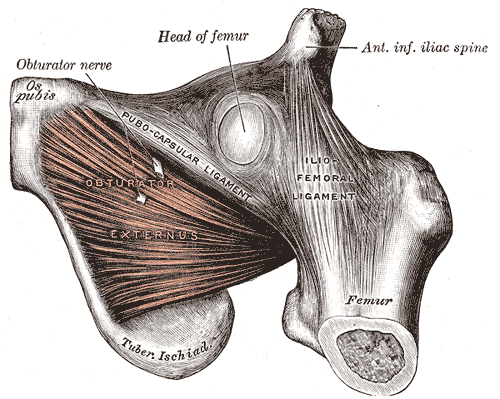 Head of femur
Ant. inf. iliac spine
Obturator nerve
Os
pubis
PUBO-CAPSULAR LIGAMENT
ILIO-
FEMORAL
LIGAMENT
OBTURATOR
EXTERNUS
Femur
Tuber. Ischiad.